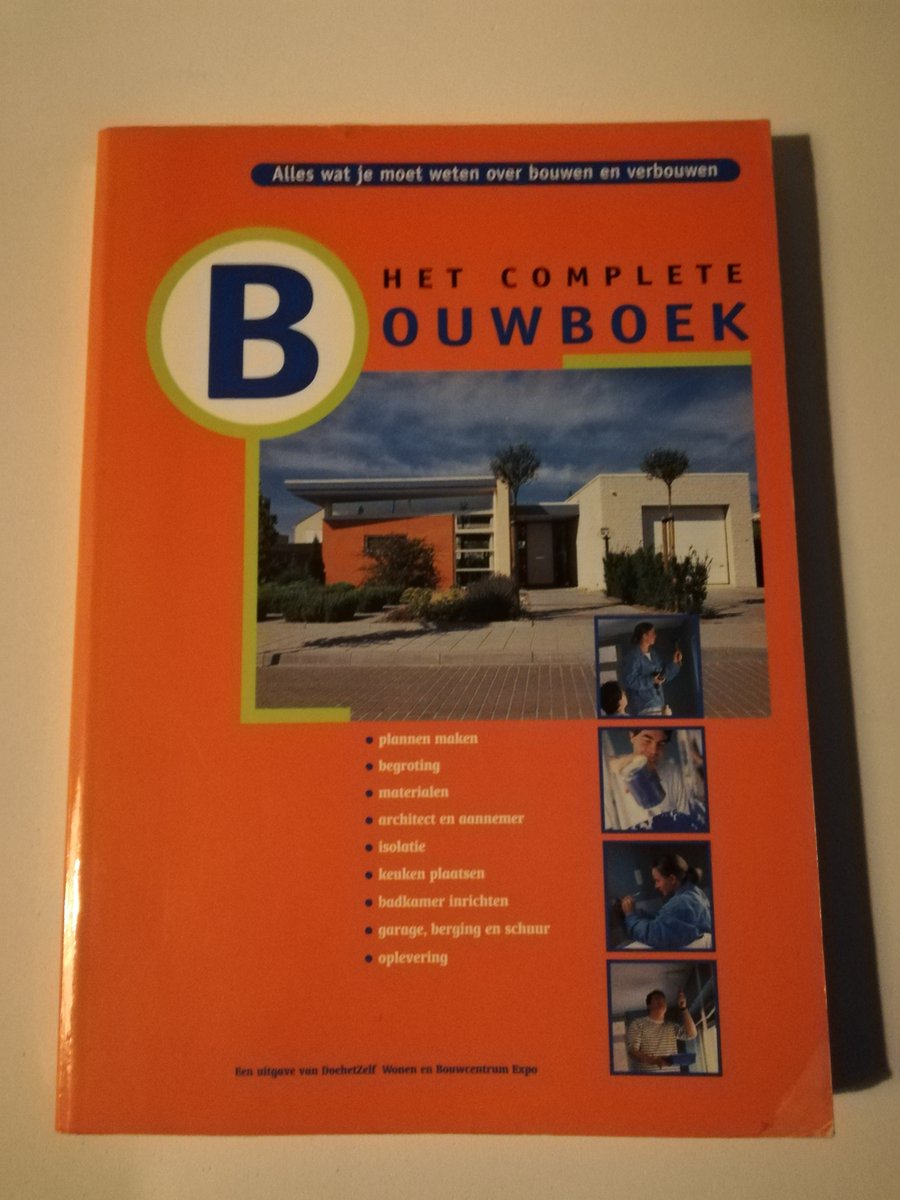 Alles wat je moet weten over bouwen en verbouwen
HET COMPLETE
BOUWBOEK
• plannen maken
• begroting
• materialen
• architect en aannemer
• isolatie
• keuken plaatsen
• badkamer inrichten
• garage, berging en schuur
• oplevering
Een uitgave van DoehetZelf Wonen en Bouwcentrum Expo